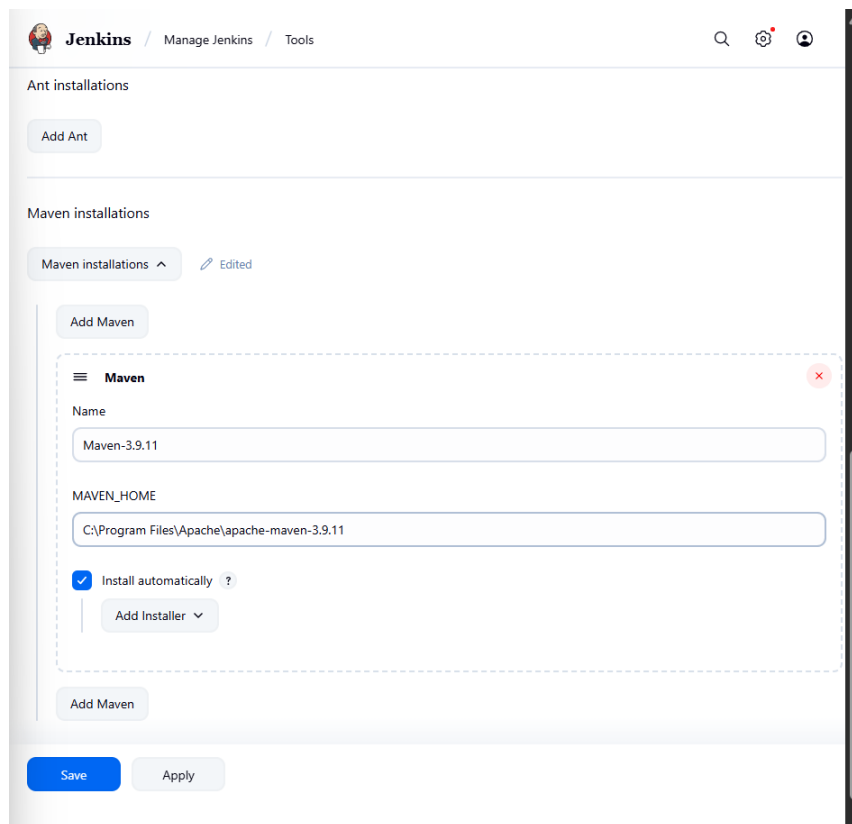 Jenkins / Manage Jenkins / Tools
Ant installations
Add Ant
Maven installations
Maven installations Edited
Add Maven
Maven
Name
Maven-3.9.11
MAVEN_HOME
C:\Program Files\Apache\apache-maven-3.9.11
Install automatically ?
Add Installer
Add Maven
Save Apply